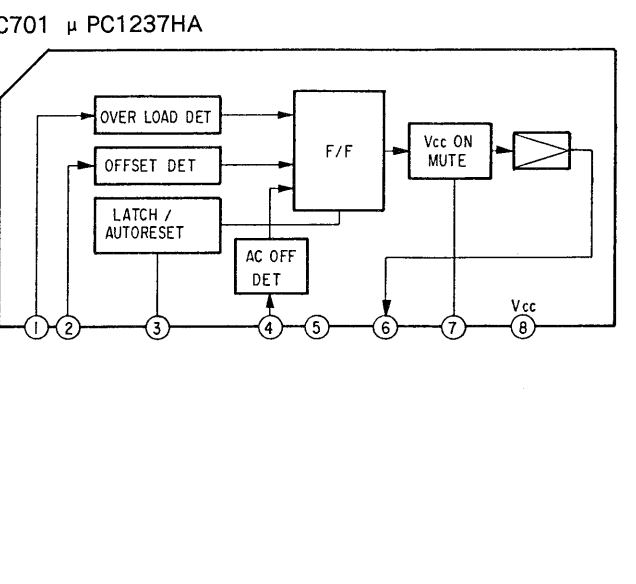 C701 μ PC1237HA
OVER LOAD DET
OFFSET DET
LATCH /
AUTORESET
AC OFF
DET
F/F
Vcc ON
MUTE
Vcc
1 2 3 4 5 6 7 8